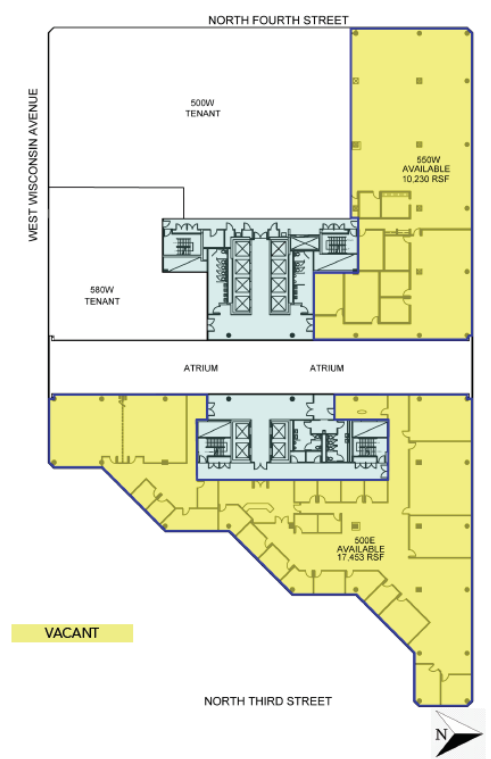 NORTH FOURTH STREET
WEST WISCONSIN AVENUE
500W
TENANT
550W
AVAILABLE
10,230 RSF
580W
TENANT
ATRIUM
ATRIUM
500E
AVAILABLE
17,453 RSF
VACANT
NORTH THIRD STREET
N